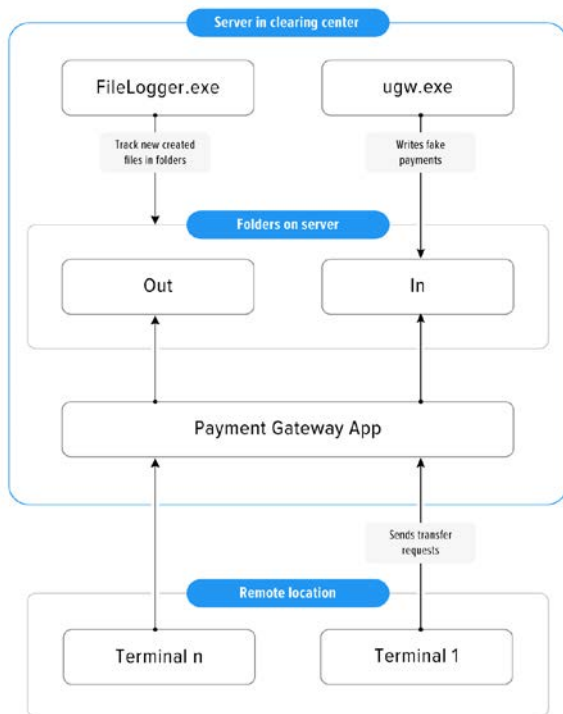 Server in clearing center
FileLogger.exe
ugw.exe
Track new created
files in folders
Writes fake
payments
Folders on server
Out
In
Payment Gateway App
Sends transfer
requests
Remote location
Terminal n
Terminal 1